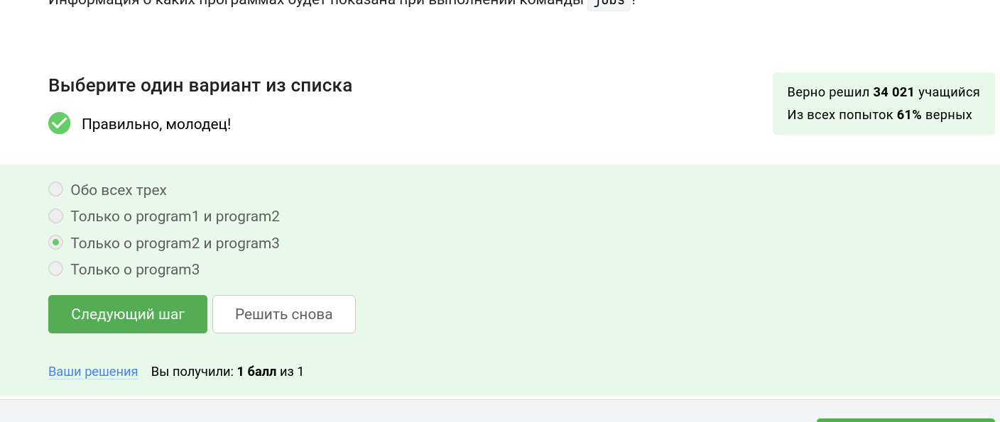 Информация о каких программах будет показана при выполнении команды jobs?
Выберите один вариант из списка
Верно решил 34 021 учащийся
Из всех попыток 61% верных
Правильно, молодец!
Обо всех трех
Только о program1 и program2
Только о program2 и program3
Только о program3
Следующий шаг
Решить снова
Ваши решения Вы получили: 1 балл из 1